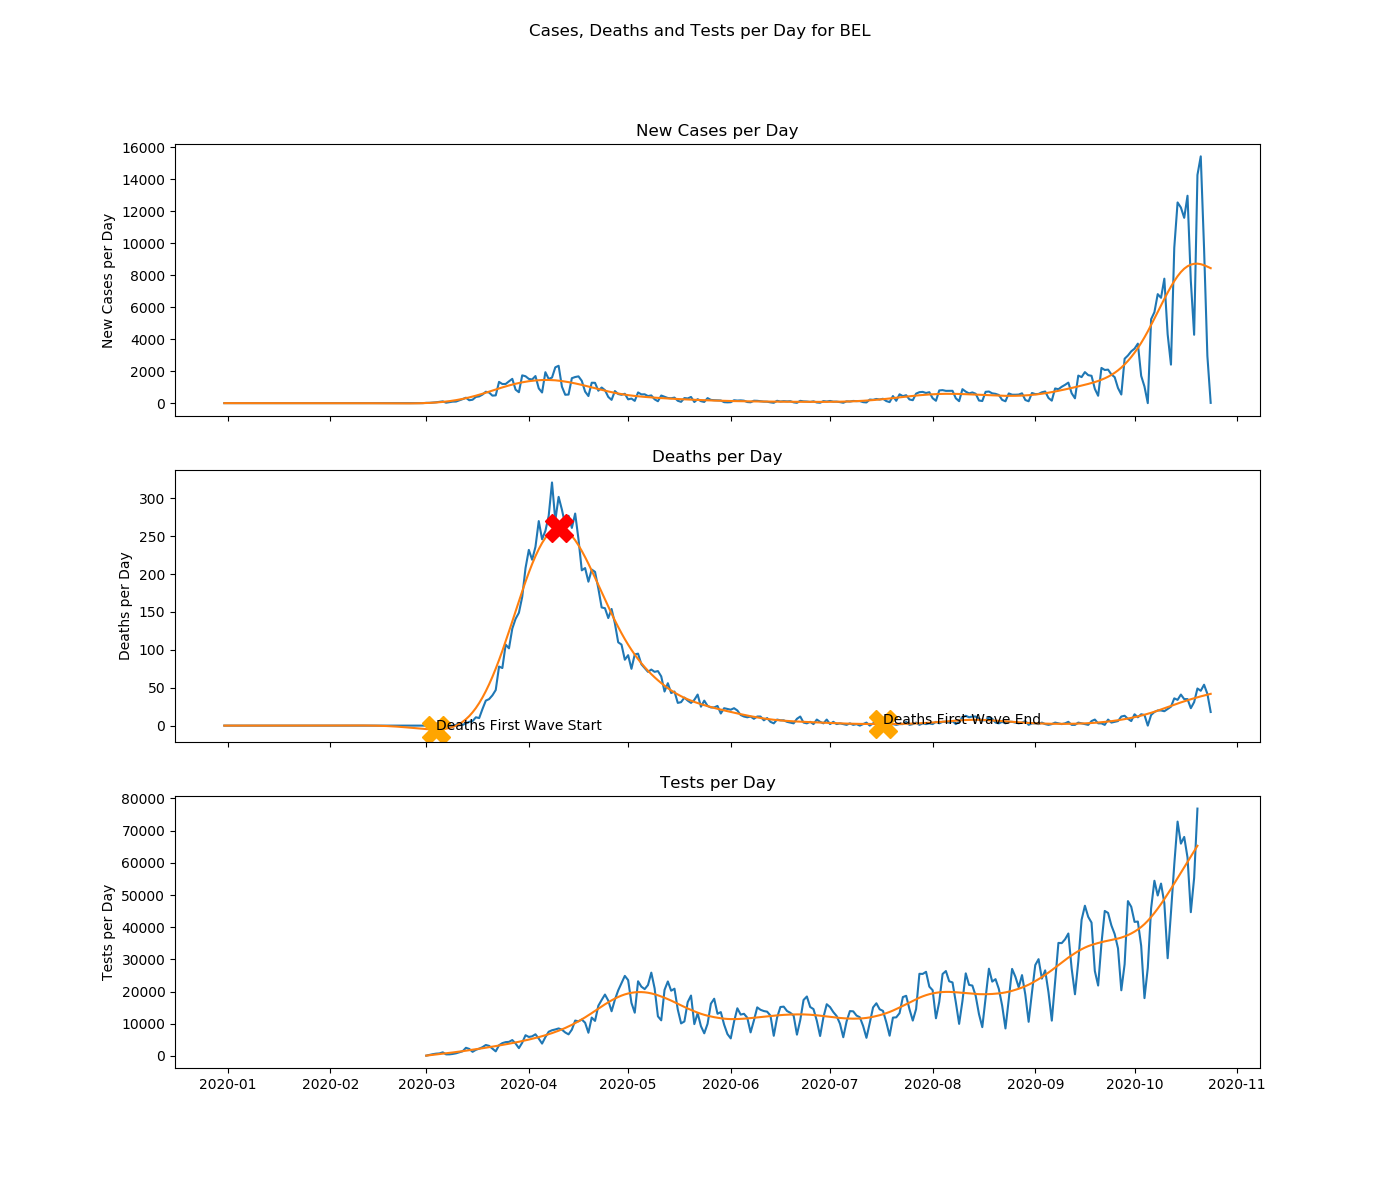 Cases, Deaths and Tests per Day for BEL
New Cases per Day
New Cases per Day
16000
14000
12000
10000
8000
6000
4000
2000
0
Deaths per Day
Deaths per Day
300
250
200
150
100
50
0
Deaths First Wave Start
Deaths First Wave End
Tests per Day
Tests per Day
80000
70000
60000
50000
40000
30000
20000
10000
0
2020-01 2020-02 2020-03 2020-04 2020-05 2020-06 2020-07 2020-08 2020-09 2020-10 2020-11